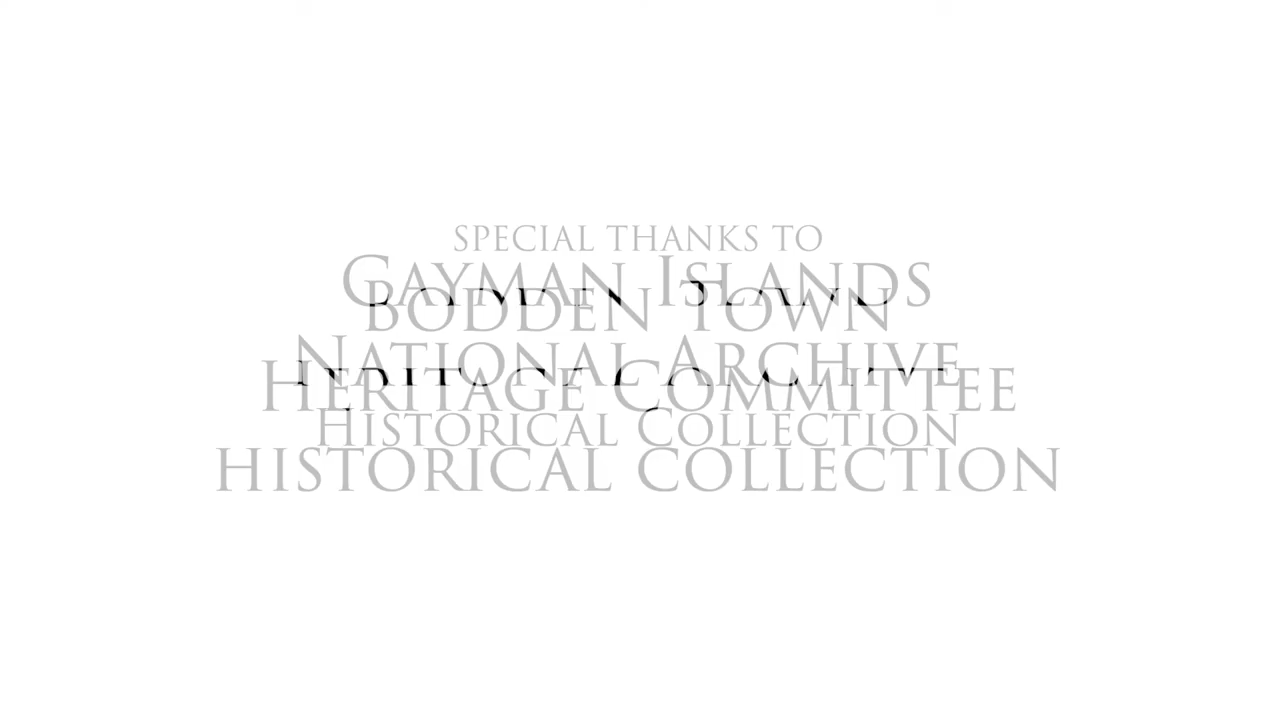 SPECIAL THANKS TO
CAYMAN ISLANDS
BODDEN TOWN
NATIONAL ARCHIVE
HERITAGE COMMITTEE
HISTORICAL COLLECTION
HISTORICAL COLLECTION